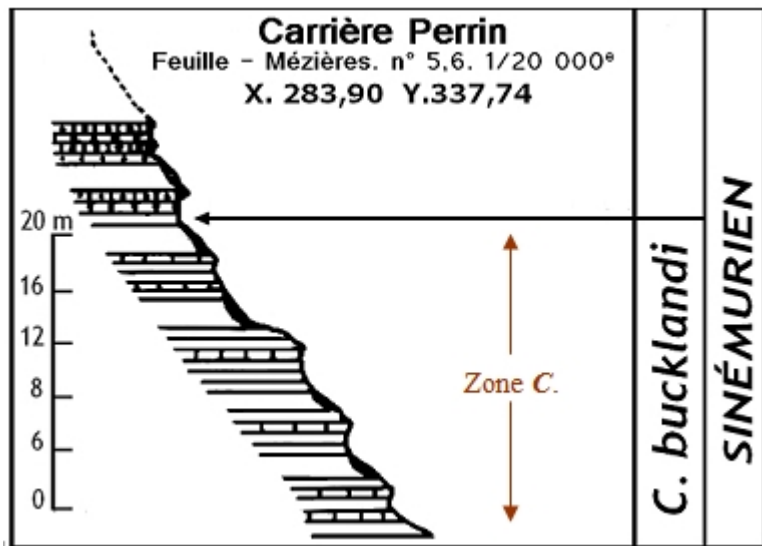 Carrière Perrin
Feuille – Mézières. n° 5,6. 1/20 000e
X. 283,90 Y.337,74
20 m
16
12
8
6
0
Zone C.
C. bucklandi
SINÉMURIEN